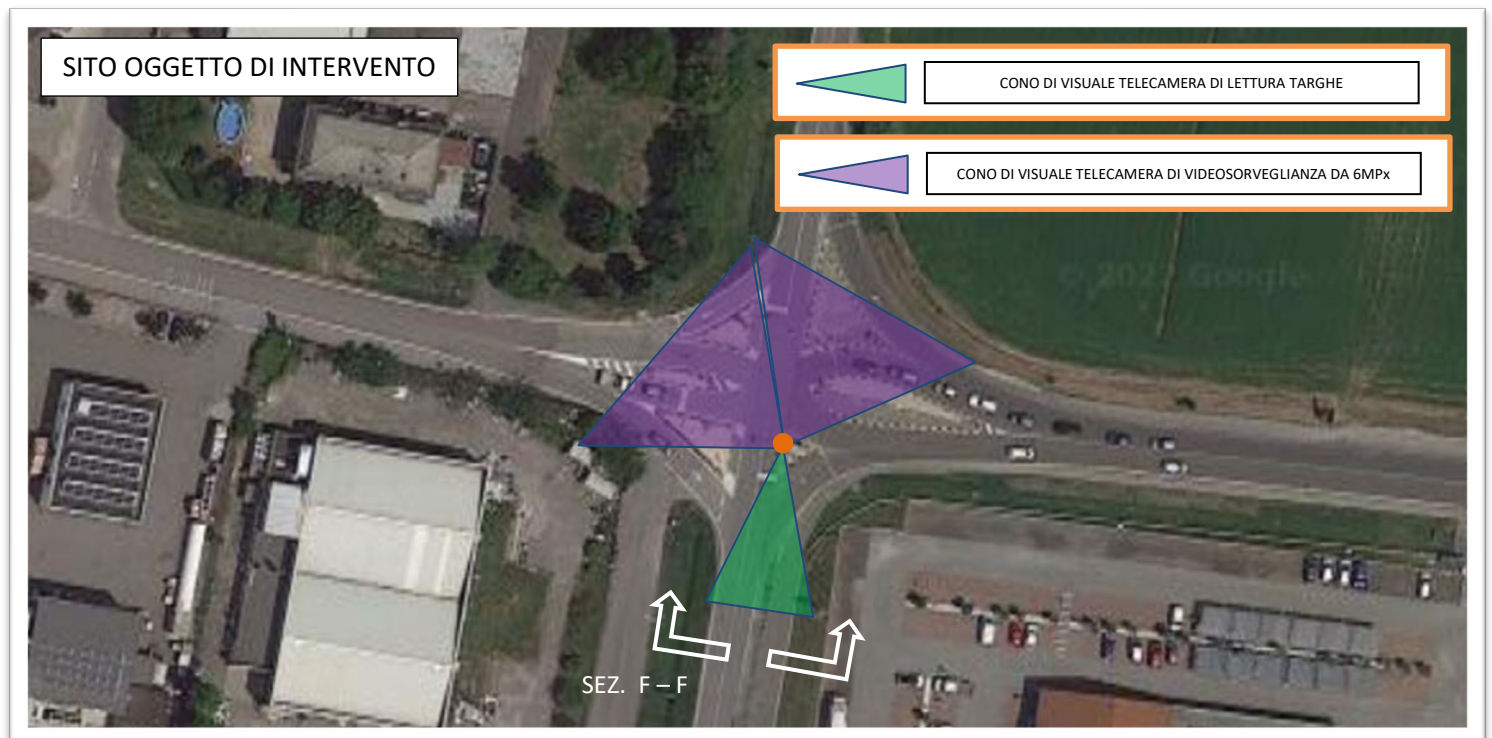 SITO OGGETTO DI INTERVENTO
CONO DI VISUALE TELECAMERA DI LETTURA TARGHE
CONO DI VISUALE TELECAMERA DI VIDEOSORVEGLIANZA DA 6MPx
Google
SEZ. F – F